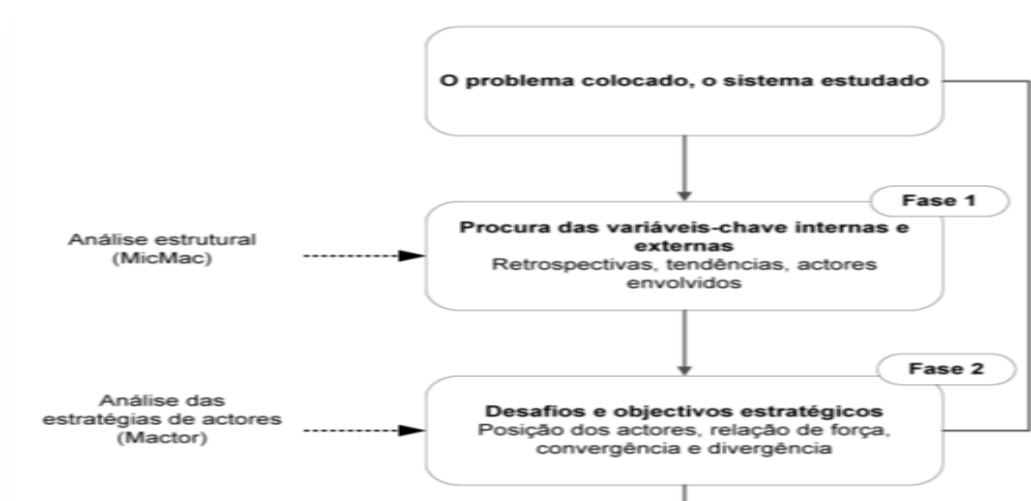 O problema colocado, o sistema estudado
Fase 1
Procura das variáveis-chave internas e
externas
Retrospectivas, tendências, actores
envolvidos
Análise estrutural
(MicMac)
Fase 2
Desafios e objectivos estratégicos
Posição dos actores, relação de força,
convergência e divergência
Análise das
estratégias de actores
(Mactor)